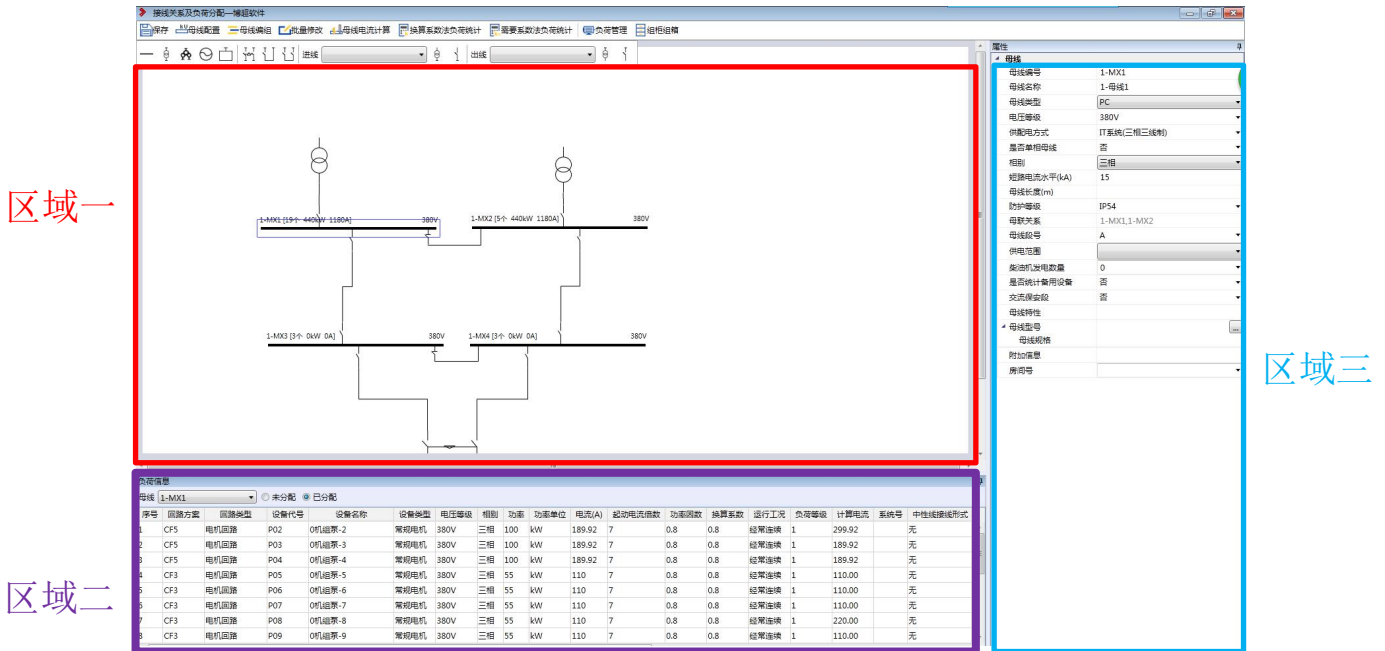 接线关系及负荷分配—博超软件
保存 母线配置 母线编组 批量修改 母线电流计算 换算系数法负荷统计 需要系数法负荷统计 负荷管理 组柜组箱
进线 出线
属性
母线
母线编号 1-MX1
母线名称 1-母线1
母线类型 PC
电压等级 380V
供配电方式 IT系统(三相三线制)
是否单相母线 否
相别 三相
短路电流水平(kA) 15
母线长度(m)
防护等级 IP54
母联关系 1-MX1,1-MX2
母线段号 A
供电范围
柴油机发电数量 0
是否统计备用设备 否
交流保安段 否
母线特性
母线型号 ...
母线规格
附加信息
房间号
区域一
1-MX1 [19个 440kW 1180A] 380V
1-MX2 [5个 440kW 1180A] 380V
1-MX3 [3个 0kW 0A] 380V
1-MX4 [3个 0kW 0A] 380V
区域三
区域二
负荷信息
母线 1-MX1 未分配 已分配
序号 回路方案 回路类型 设备代号 设备名称 设备类型 电压等级 相别 功率 功率单位 电流(A) 起动电流倍数 功率因数 换算系数 运行工况 负荷等级 计算电流 系统号 中性线接线形式
1 CF5 电机回路 P02 0机组泵-2 常规电机 380V 三相 100 kW 189.92 7 0.8 0.8 经常连续 1 299.92 无
2 CF5 电机回路 P03 0机组泵-3 常规电机 380V 三相 100 kW 189.92 7 0.8 0.8 经常连续 1 189.92 无
3 CF5 电机回路 P04 0机组泵-4 常规电机 380V 三相 100 kW 189.92 7 0.8 0.8 经常连续 1 189.92 无
4 CF3 电机回路 P05 0机组泵-5 常规电机 380V 三相 55 kW 110 7 0.8 0.8 经常连续 1 110.00 无
5 CF3 电机回路 P06 0机组泵-6 常规电机 380V 三相 55 kW 110 7 0.8 0.8 经常连续 1 110.00 无
6 CF3 电机回路 P07 0机组泵-7 常规电机 380V 三相 55 kW 110 7 0.8 0.8 经常连续 1 110.00 无
7 CF3 电机回路 P08 0机组泵-8 常规电机 380V 三相 55 kW 110 7 0.8 0.8 经常连续 1 220.00 无
8 CF3 电机回路 P09 0机组泵-9 常规电机 380V 三相 55 kW 110 7 0.8 0.8 经常连续 1 110.00 无